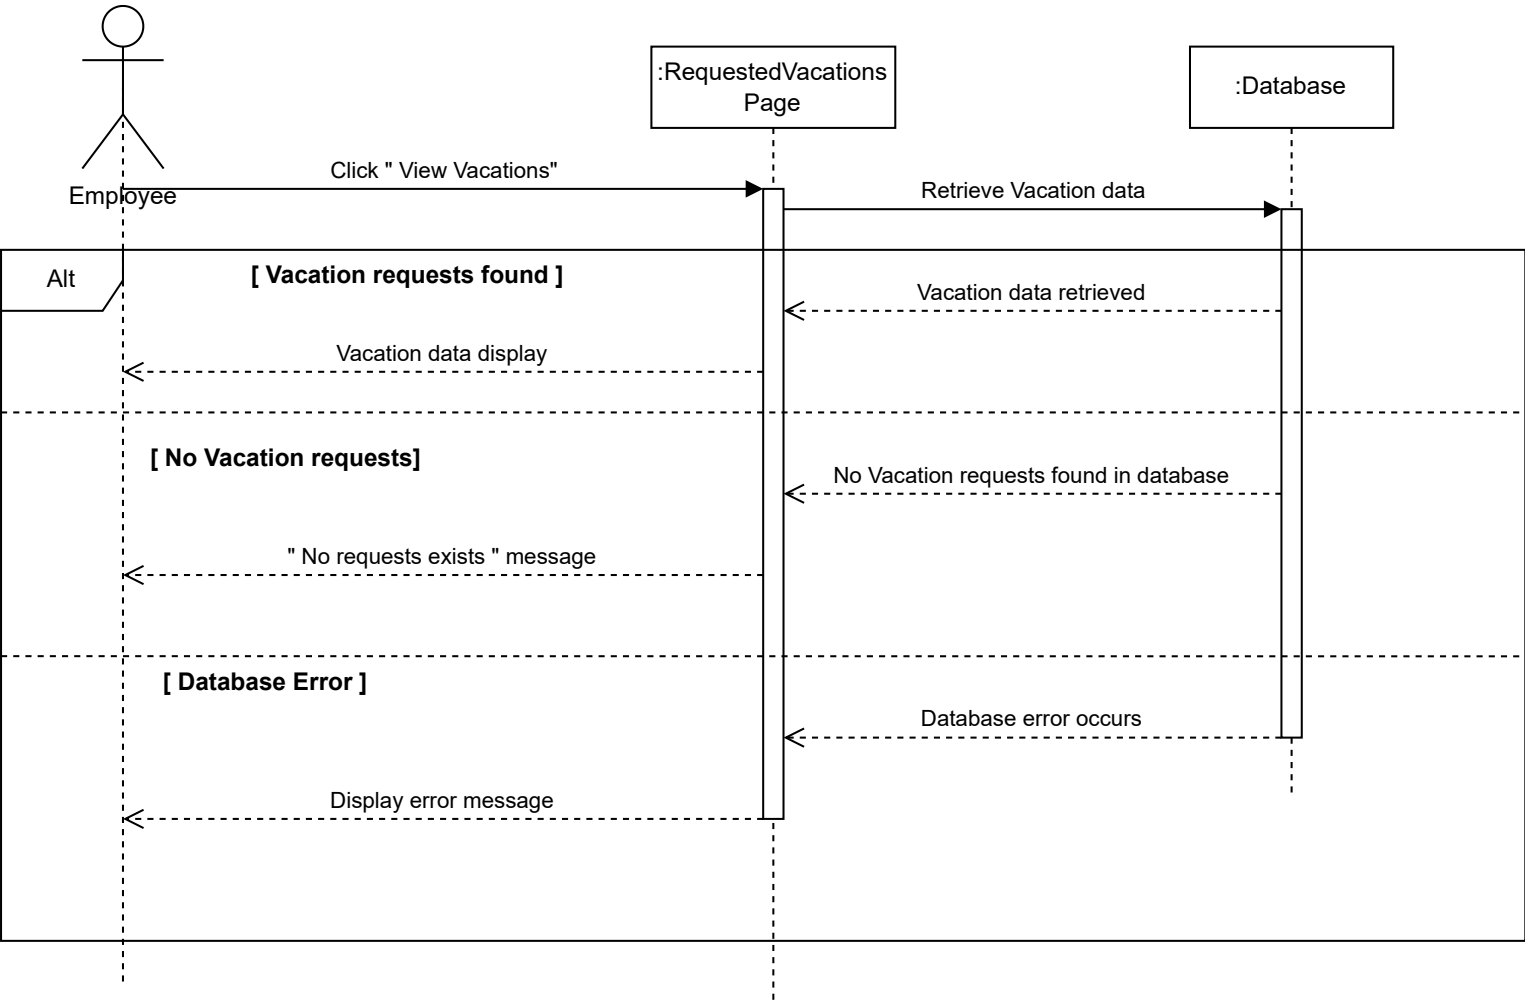 :RequestedVacations
Page
:Database
Employee
Click " View Vacations"
Retrieve Vacation data
Alt
[ Vacation requests found ]
Vacation data retrieved
Vacation data display
[ No Vacation requests]
No Vacation requests found in database
" No requests exists " message
[ Database Error ]
Database error occurs
Display error message